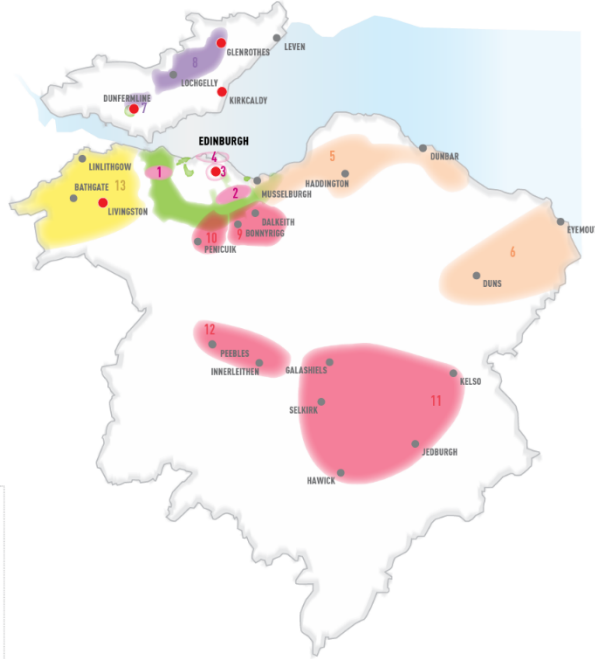 GLENROTHES
LEVEN
8
LOCHGELLY
DUNFERMLINE
7
KIRKCALDY
EDINBURGH
4
LINLITHGOW
1
3
5
DUNBAR
BATHGATE
13
HADDINGTON
2
MUSSELBURGH
LIVINGSTON
DALKEITH
10
9
BONNYRIGG
PENICUIK
EYEMOU
6
DUNS
12
PEEBLES
INNERLEITHEN
GALASHIELS
KELSO
SELKIRK
11
JEDBURGH
HAWICK